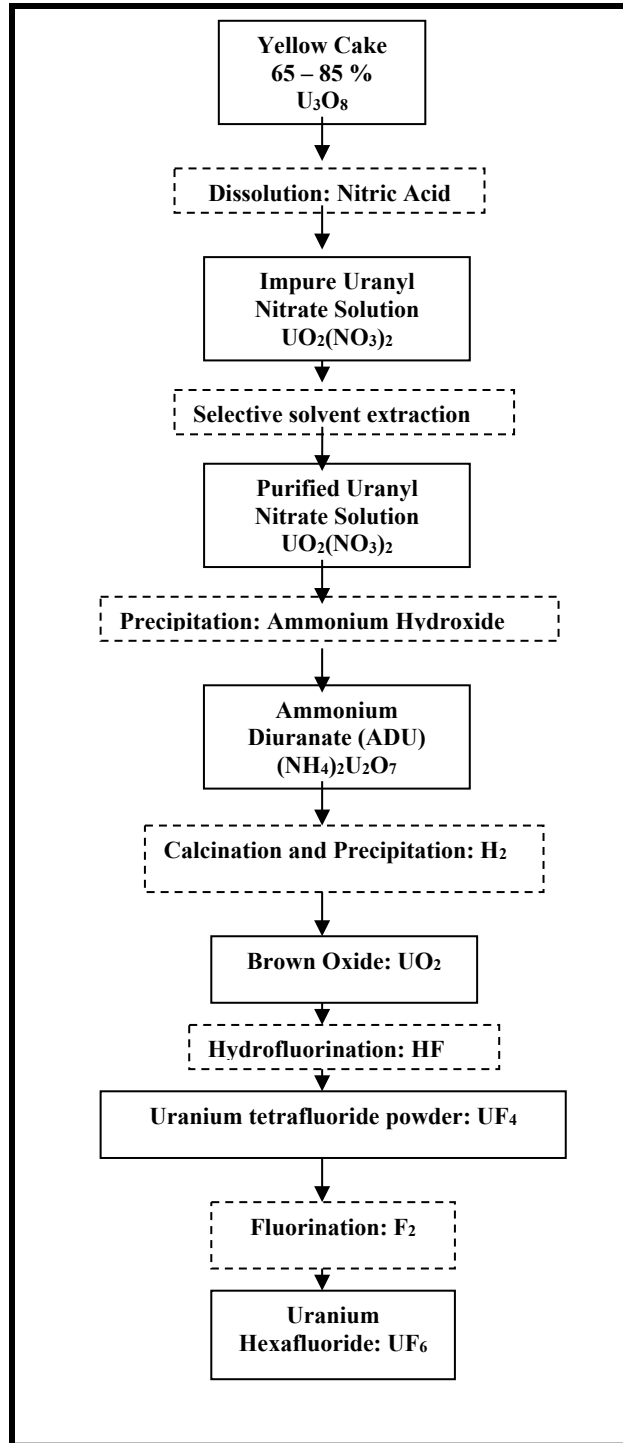 Yellow Cake
65 – 85 %
U₃O₈
Dissolution: Nitric Acid
Impure Uranyl
Nitrate Solution
UO₂(NO₃)₂
Selective solvent extraction
Purified Uranyl
Nitrate Solution
UO₂(NO₃)₂
Precipitation: Ammonium Hydroxide
Ammonium
Diuranate (ADU)
(NH₄)₂U₂O₇
Calcination and Precipitation: H₂
Brown Oxide: UO₂
Hydrofluorination: HF
Uranium tetrafluoride powder: UF₄
Fluorination: F₂
Uranium
Hexafluoride: UF₆